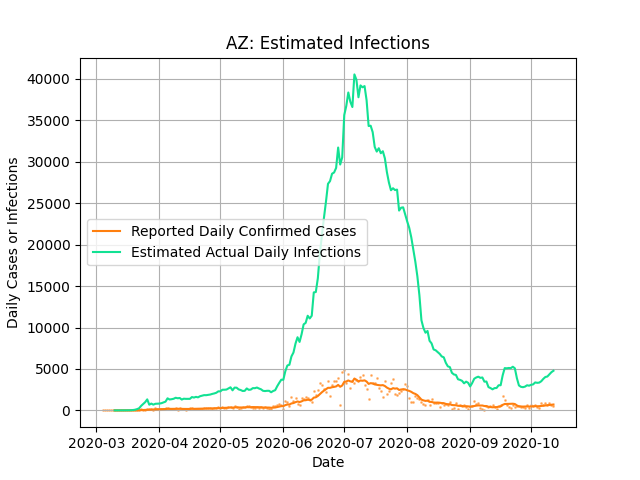 AZ: Estimated Infections
Daily Cases or Infections
40000
35000
30000
25000
20000
15000
10000
5000
0
Reported Daily Confirmed Cases
Estimated Actual Daily Infections
2020-03 2020-04 2020-05 2020-06 2020-07 2020-08 2020-09 2020-10
Date